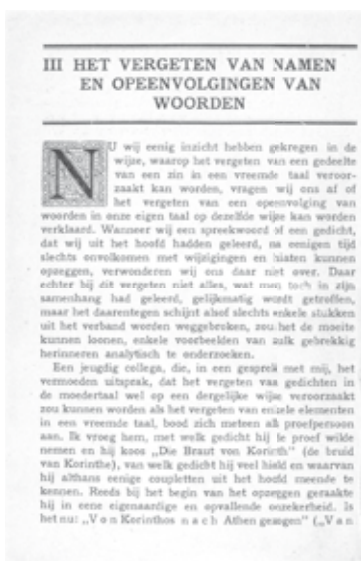 III HET VERGETEN VAN NAMEN
EN OPEENVOLGINGEN VAN
WOORDEN
NU wij eenig inzicht hebben gekregen in de
wijze, waarop het vergeten van een gedeelte
van een zin in een vreemde taal veroor-
zaakt kan worden, vragen wij ons af of
het vergeten van een opeenvolging van
woorden in onze eigen taal op dezelfde wijze kan worden
verklaard. Wanneer wij een spreekwoord of een gedicht,
dat wij uit het hoofd hadden geleerd, na eenigen tijd
slechts onvolkomen met wijzigingen en hiaten kunnen
opzeggen, verwonderen wij ons daar niet over. Daar
echter bij dit vergeten niet alles, wat men toch in zijn
samenhang had geleerd, gelijkmatig wordt getroffen,
maar het daarentegen schijnt alsof slechts enkele stukken
uit het verband worden weggebroken, zou het de moeite
kunnen loonen, enkele voorbeelden van zulk gebrekkig
herinneren analytisch te onderzoeken.
Een jeugdig collega, die, in een gesprek met mij, het
vermoeden uitsprak, dat het vergeten van gedichten in
de moedertaal wel op een dergelijke wijze veroorzaakt
zou kunnen worden als het vergeten van enkele elementen
in een vreemde taal, bood zich meteen als proefpersoon
aan. Ik vroeg hem, met welk gedicht hij de proef wilde
nemen en hij koos „Die Braut von Korinth” (de bruid
van Korinthe), van welk gedicht hij veel hield en waarvan
hij althans eenige coupletten uit het hoofd meende te
kennen. Reeds bij het begin van het opzeggen geraakte
hij in eene eigenaardige en opvallende onzekerheid. Is
het nu: „Von Korinthos nach Athen gezogen” („Van